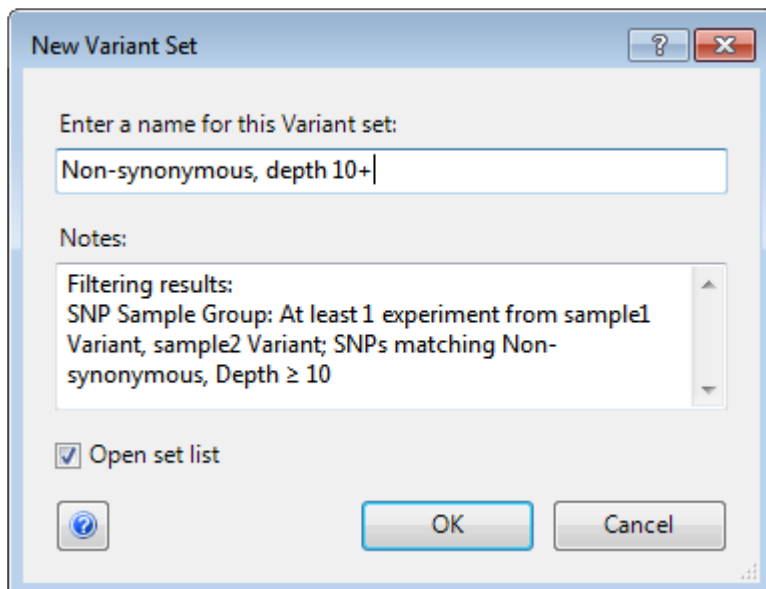 New Variant Set
Enter a name for this Variant set:
Non-synonymous, depth 10+
Notes:
Filtering results:
SNP Sample Group: At least 1 experiment from sample1
Variant, sample2 Variant; SNPs matching Non-
synonymous, Depth ≥ 10
Open set list
OK
Cancel